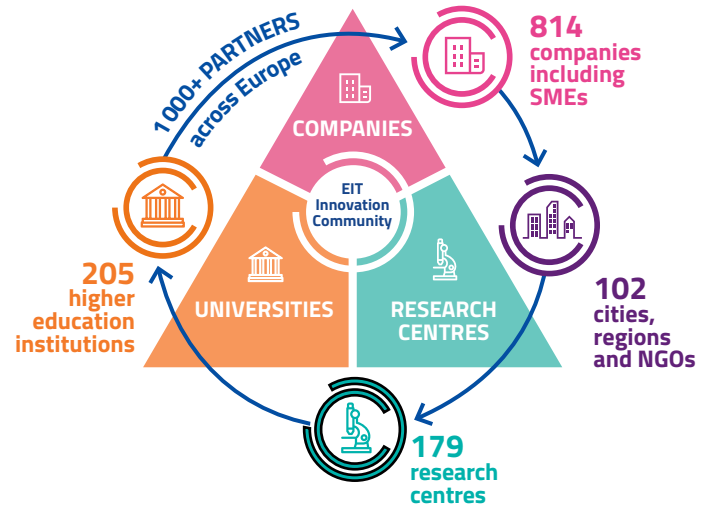 1000+ PARTNERS
across Europe
814
companies
including
SMEs
COMPANIES
EIT
Innovation
Community
UNIVERSITIES
RESEARCH
CENTRES
205
higher
education
institutions
102
cities,
regions
and NGOs
179
research
centres